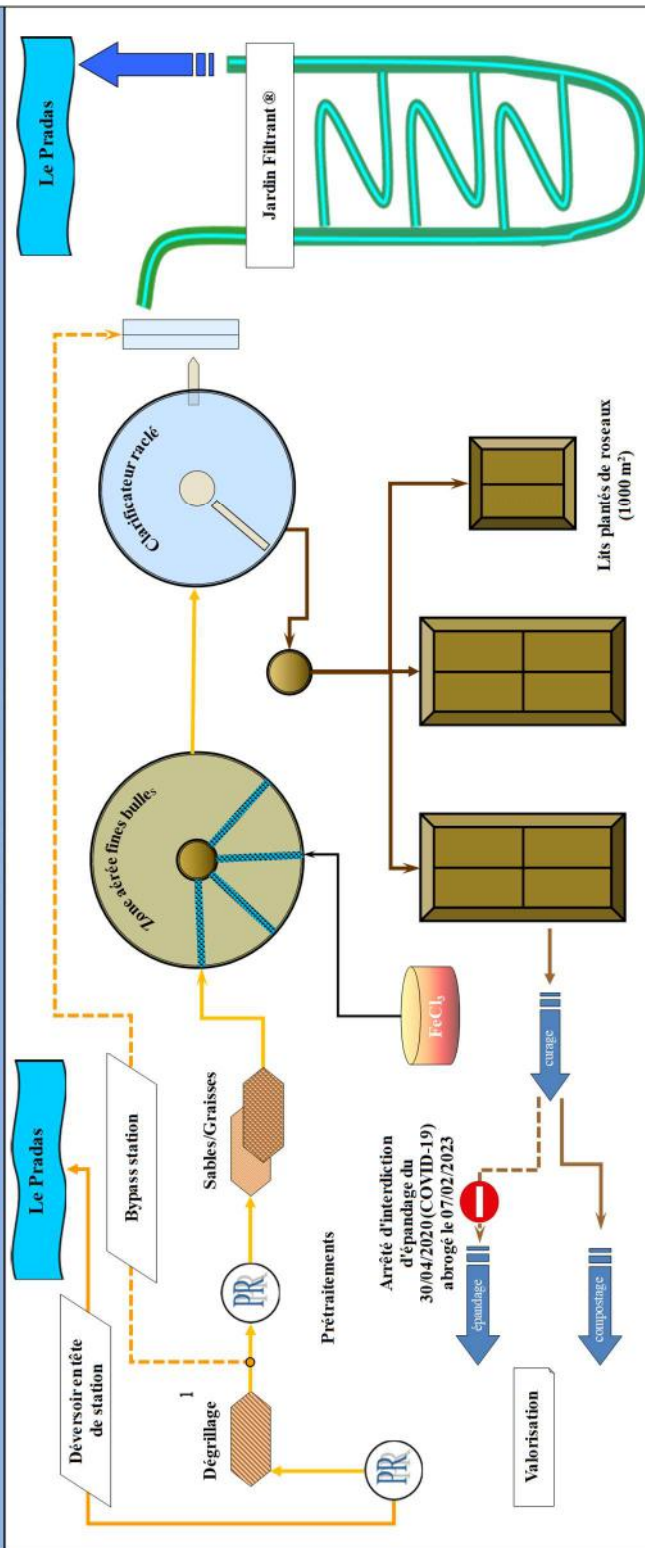 Déversoir en tête
de station
Le Pradas
Bypass station
Le Pradas
Dégrillage
1
PR
PR
Prétraitements
Sables/Graisses
Zone aérée fines bulles
Clarificateur raclé
Jardin Filtrant ®
FeCl3
Lits plantés de roseaux
(1000 m²)
curage
Arrêté d'interdiction
d'épandage du
30/04/2020 (COVID-19)
abrogé le 07/02/2023
épandage
compostage
Valorisation